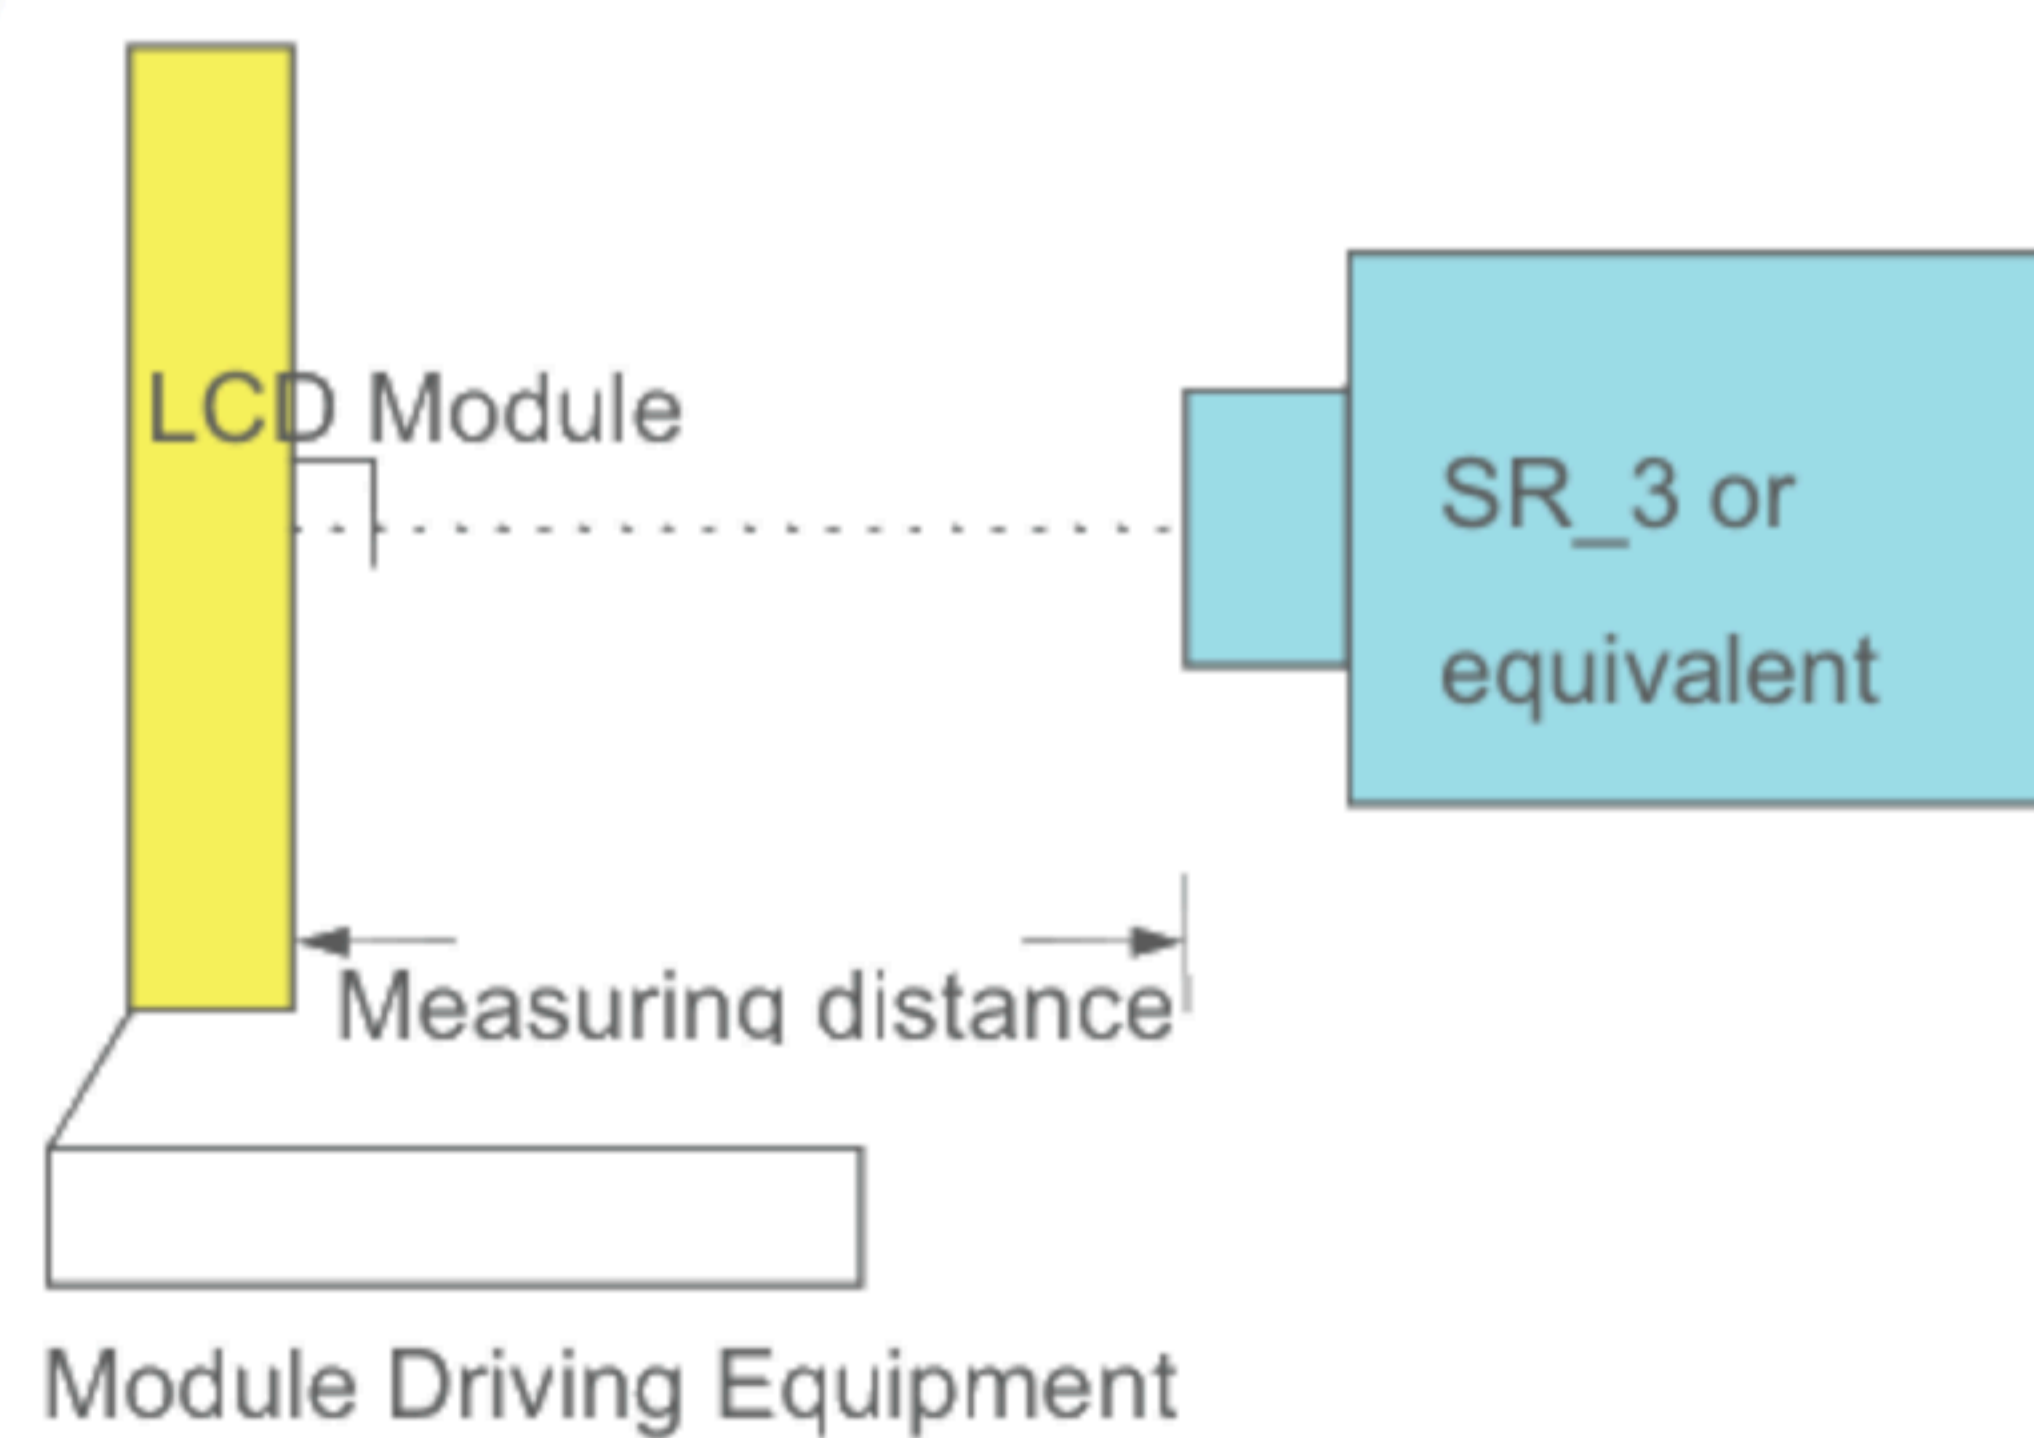 LCD Module
SR_3 or
equivalent
Measuring distance
Module Driving Equipment